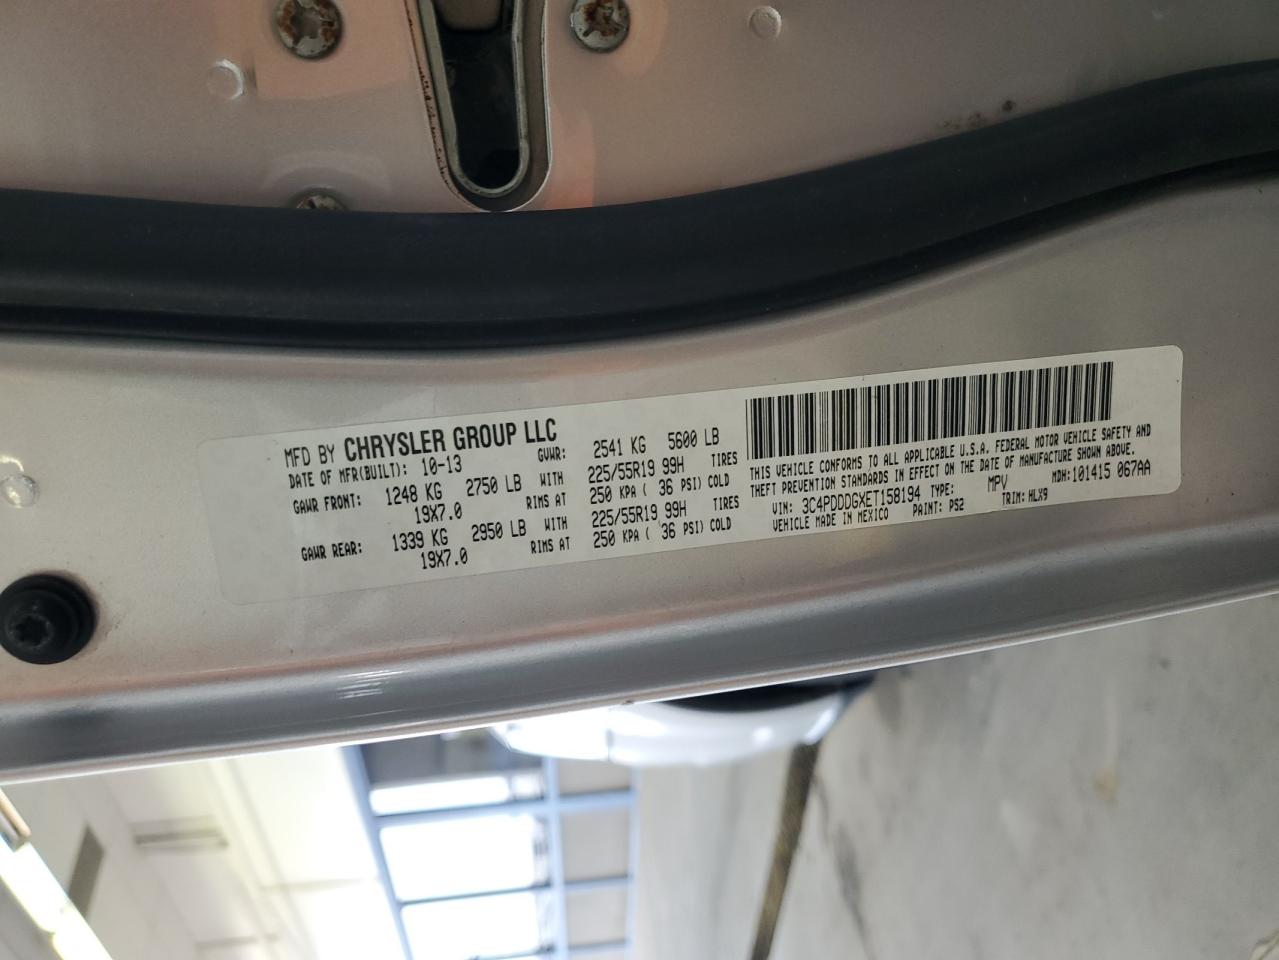 MFD BY CHRYSLER GROUP LLC
DATE OF MFR(BUILT): 10-13 GVWR: 2541 KG 5600 LB
GAWR FRONT: 1248 KG 2750 LB WITH 225/55R19 99H TIRES
19X7.0 RIMS AT 250 KPA ( 36 PSI) COLD
GAWR REAR: 1339 KG 2950 LB WITH 225/55R19 99H TIRES
19X7.0 RIMS AT 250 KPA ( 36 PSI) COLD
THIS VEHICLE CONFORMS TO ALL APPLICABLE U.S.A. FEDERAL MOTOR VEHICLE SAFETY AND
THEFT PREVENTION STANDARDS IN EFFECT ON THE DATE OF MANUFACTURE SHOWN ABOVE.
VIN: 3C4PDDDGXET158194 TYPE: MPV MDH:101415 067AA
VEHICLE MADE IN MEXICO PAINT: PS2 TRIM: HLX9